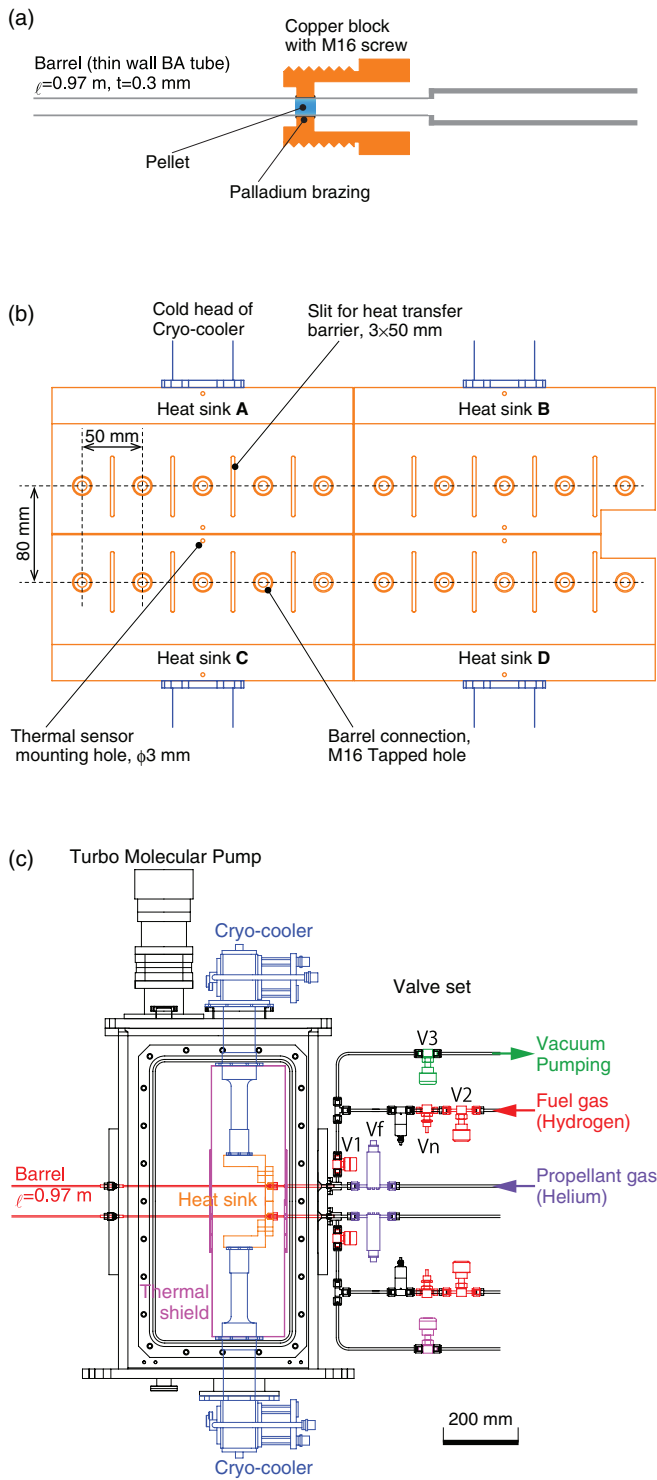 (a)
Copper block
with M16 screw
Barrel (thin wall BA tube)
ℓ=0.97 m, t=0.3 mm
Pellet
Palladium brazing
(b)
Cold head of
Cryo-cooler
Slit for heat transfer
barrier, 3×50 mm
Heat sink A
Heat sink B
50 mm
80 mm
Heat sink C
Heat sink D
Thermal sensor
mounting hole, ϕ3 mm
Barrel connection,
M16 Tapped hole
(c)
Turbo Molecular Pump
Cryo-cooler
Valve set
V3
Vacuum
Pumping
V2
Fuel gas
(Hydrogen)
Vn
V1
Vf
Barrel
ℓ=0.97 m
Heat sink
Propellant gas
(Helium)
Thermal
shield
200 mm
Cryo-cooler